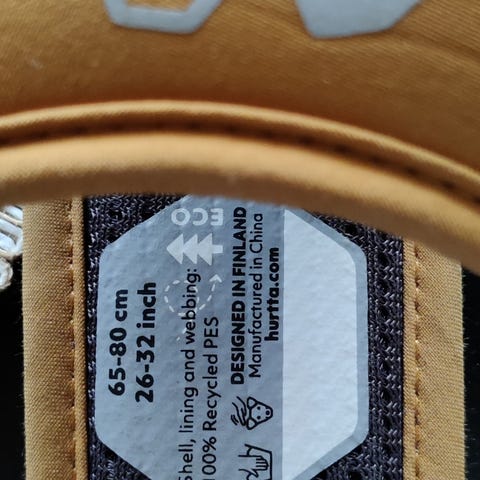 65-80 cm
26-32 inch
ECO
Shell, lining and webbing:
100% Recycled PES
DESIGNED IN FINLAND
Manufactured in China
hurtta.com